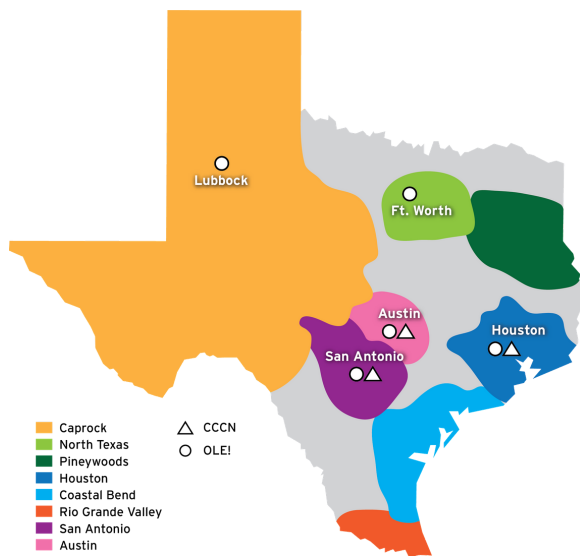 Lubbock
Ft. Worth
Austin
Houston
San Antonio
Caprock
North Texas
Pineywoods
Houston
Coastal Bend
Rio Grande Valley
San Antonio
Austin
CCCN
OLE!